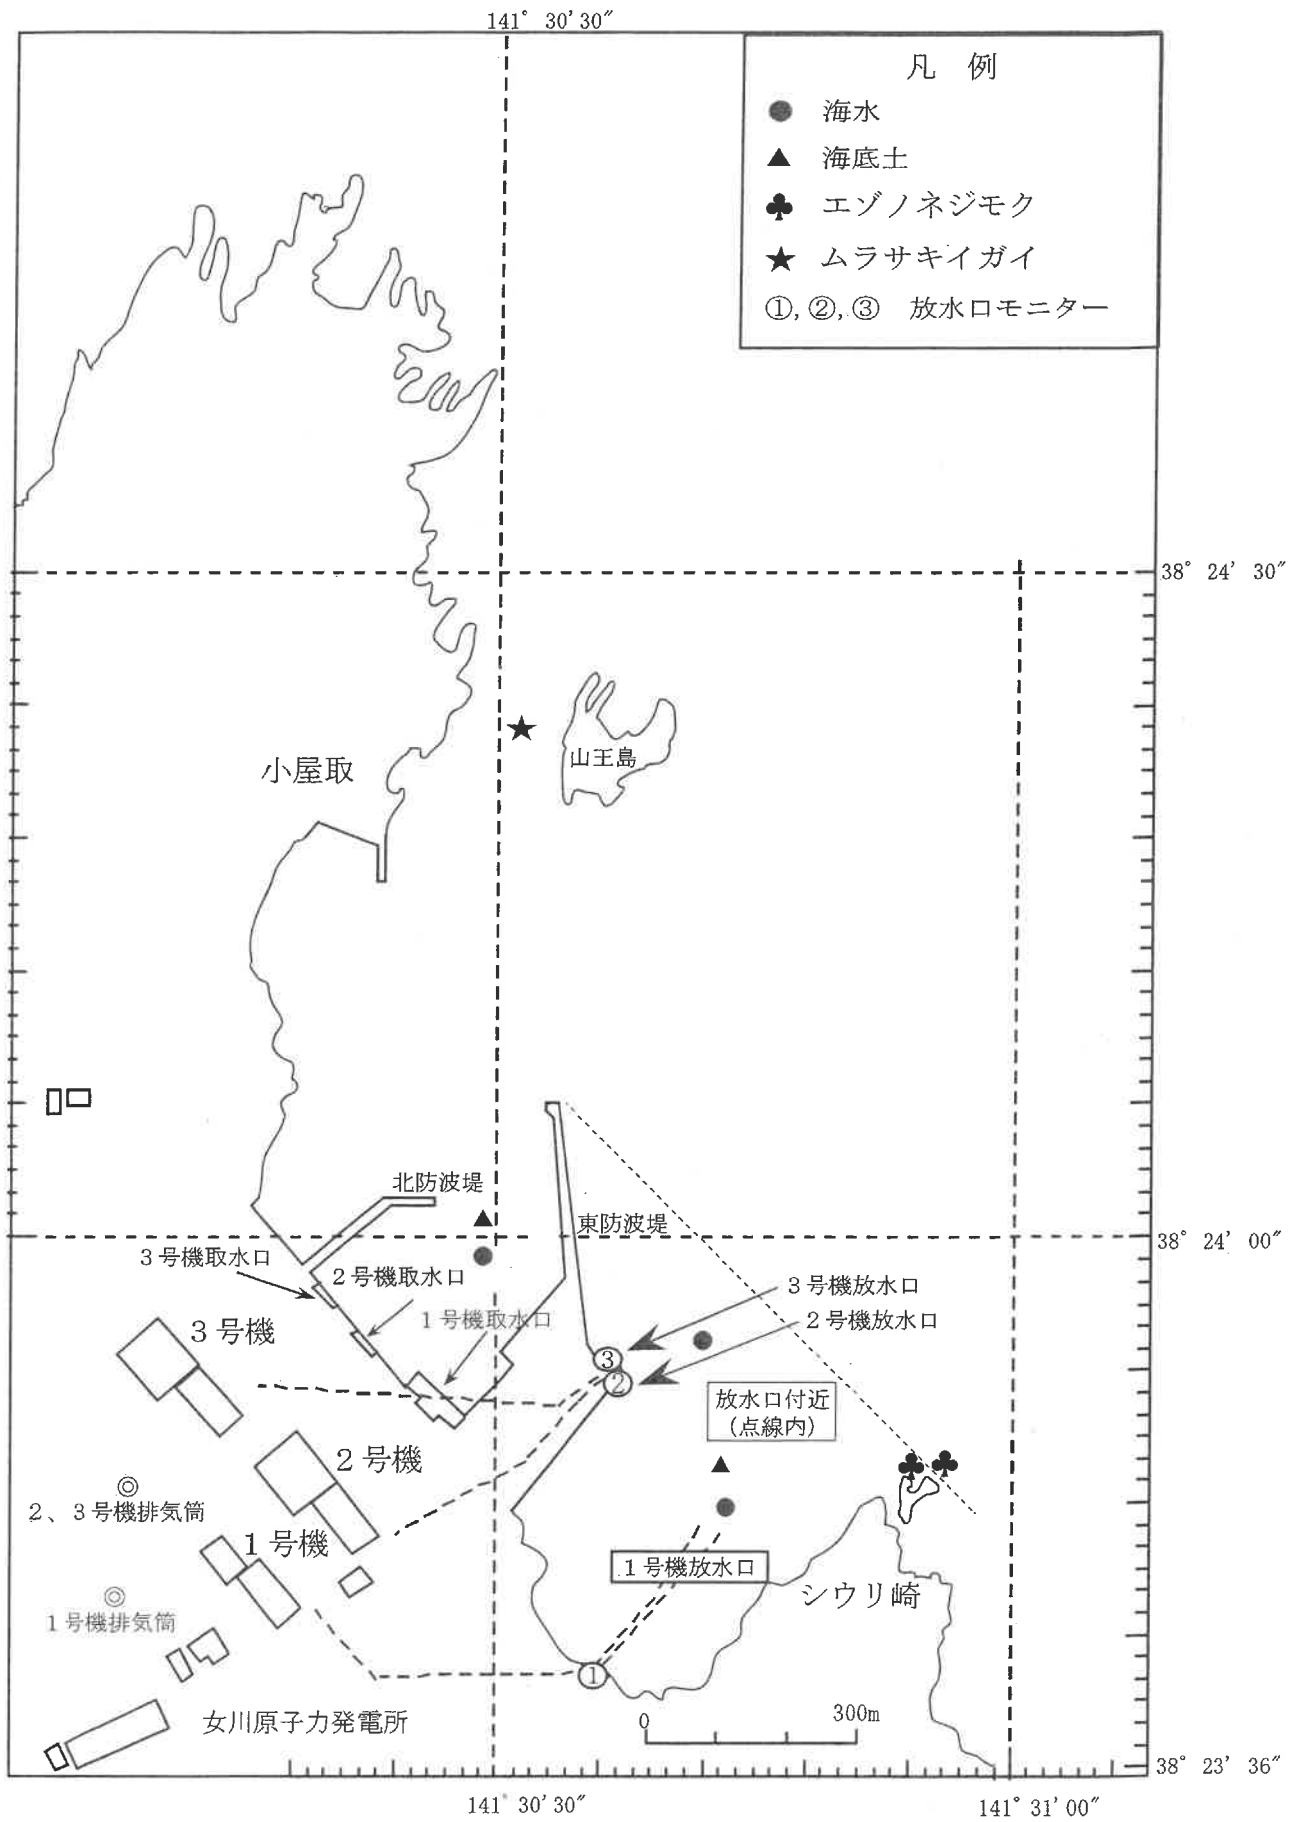 141° 30′30″
凡 例
海水
海底土
エゾノネジモク
ムラサキイガイ
①,②,③ 放水口モニター
38° 24′ 30″
山王島
小屋取
北防波堤
東防波堤
38° 24′ 00″
3号機取水口
2号機取水口
1号機取水口
3号機放水口
2号機放水口
3号機
③
②
放水口付近
(点線内)
2号機
2、3号機排気筒
1号機
1号機放水口
シウリ崎
1号機排気筒
①
女川原子力発電所
0 300m
38° 23′ 36″
141° 30′30″
141° 31′00″